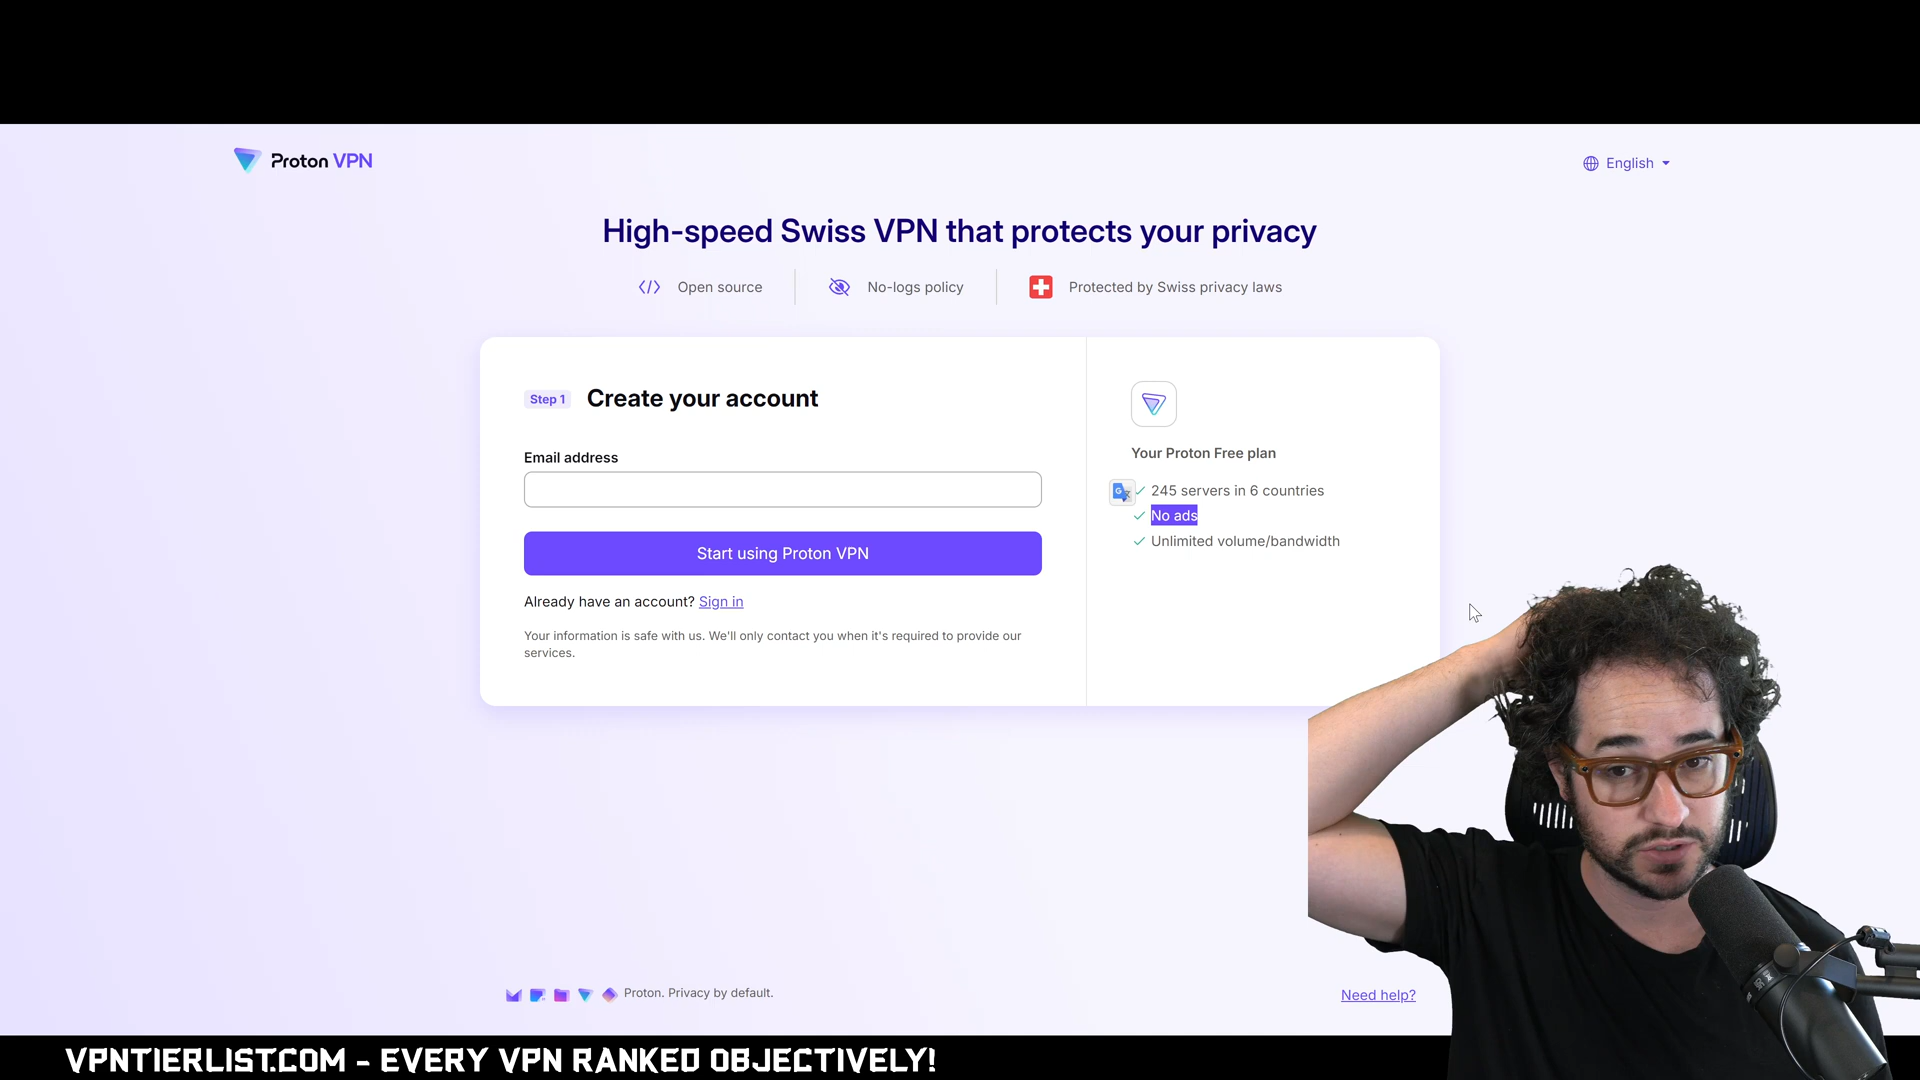 Proton VPN
English
High-speed Swiss VPN that protects your privacy
Open source
No-logs policy
Protected by Swiss privacy laws
Step 1
Create your account
Email address
Start using Proton VPN
Already have an account? Sign in
Your information is safe with us. We'll only contact you when it's required to provide our
services.
Your Proton Free plan
245 servers in 6 countries
No ads
Unlimited volume/bandwidth
Proton. Privacy by default.
Need help?
VPNTIERLIST.COM - EVERY VPN RANKED OBJECTIVELY!